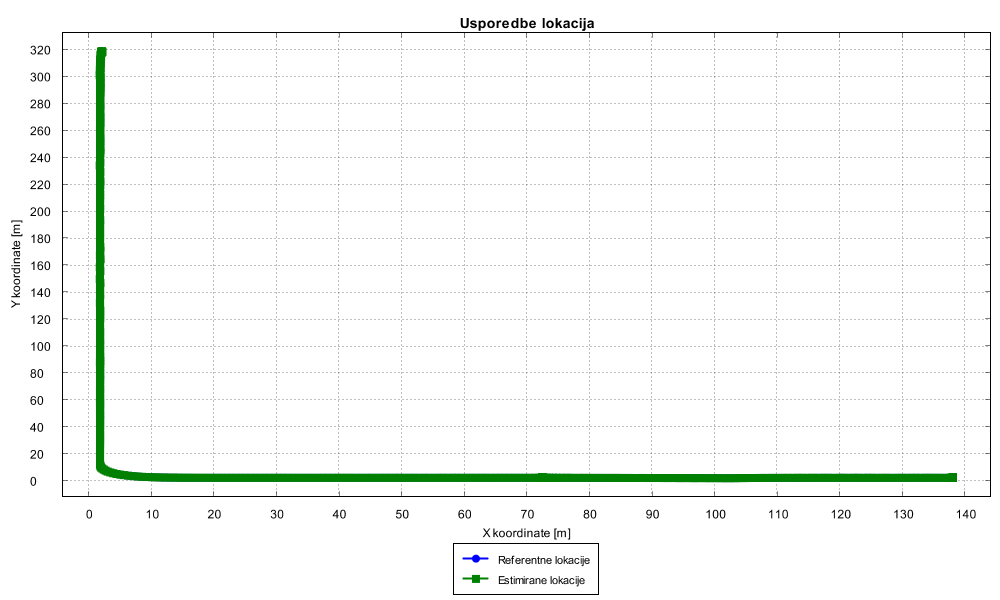 Usporedbe lokacija
320
300
280
260
240
220
200
180
160
140
120
100
80
60
40
20
0
Y koordinate [m]
0 10 20 30 40 50 60 70 80 90 100 110 120 130 140
X koordinate [m]
Referentne lokacije
Estimirane lokacije